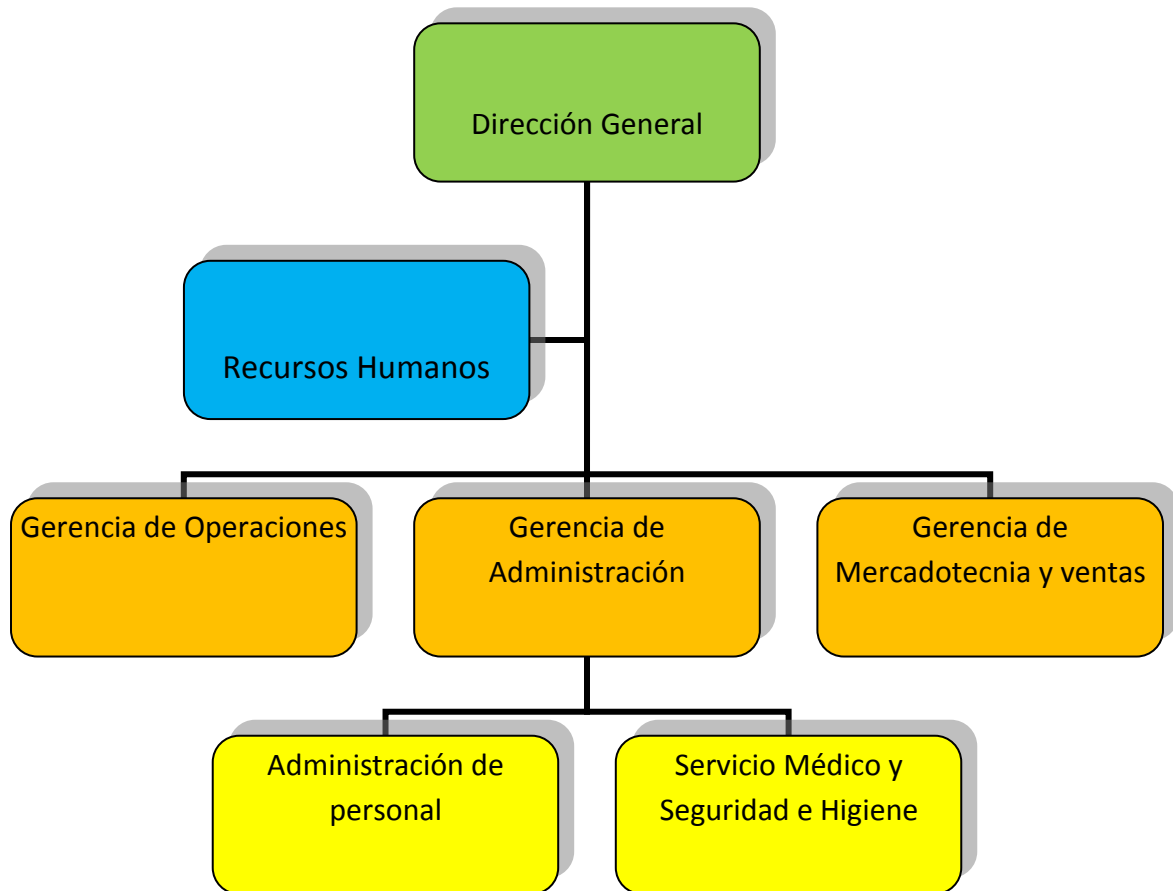 Dirección General
Recursos Humanos
Gerencia de Operaciones
Gerencia de
Administración
Gerencia de
Mercadotecnia y ventas
Administración de
personal
Servicio Médico y
Seguridad e Higiene